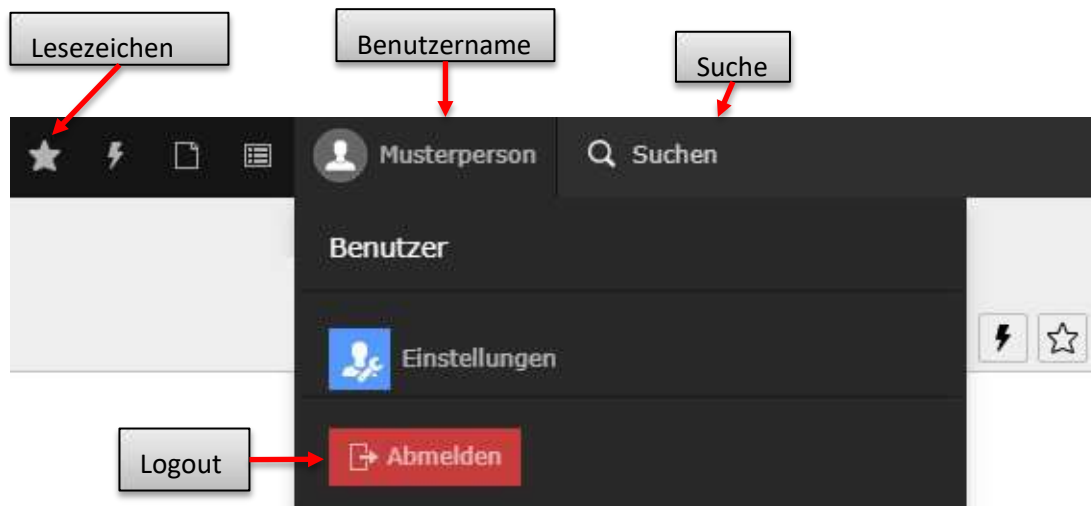 Lesezeichen
Benutzername
Suche
Musterperson
Suchen
Benutzer
Einstellungen
Logout
Abmelden